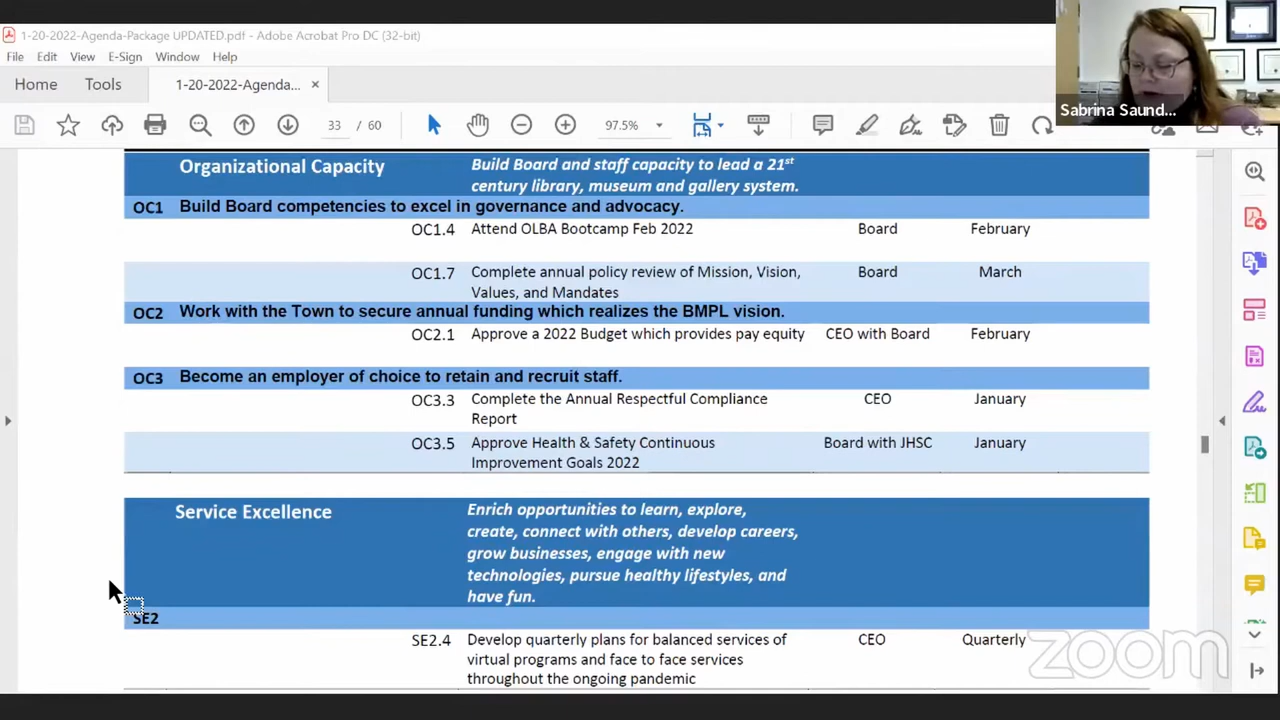 1-20-2022-Agenda-Package UPDATED.pdf - Adobe Acrobat Pro DC (32-bit)
File Edit View E-Sign Window Help
Home Tools 1-20-2022-Agenda... ×
33 / 60 97.5%
Sabrina Saund...
Organizational Capacity Build Board and staff capacity to lead a 21st
century library, museum and gallery system.
OC1 Build Board competencies to excel in governance and advocacy.
OC1.4 Attend OLBA Bootcamp Feb 2022 Board February
OC1.7 Complete annual policy review of Mission, Vision, Board March
Values, and Mandates
OC2 Work with the Town to secure annual funding which realizes the BMPL vision.
OC2.1 Approve a 2022 Budget which provides pay equity CEO with Board February
OC3 Become an employer of choice to retain and recruit staff.
OC3.3 Complete the Annual Respectful Compliance CEO January
Report
OC3.5 Approve Health & Safety Continuous Board with JHSC January
Improvement Goals 2022
Service Excellence Enrich opportunities to learn, explore,
create, connect with others, develop careers,
grow businesses, engage with new
technologies, pursue healthy lifestyles, and
have fun.
SE2
SE2.4 Develop quarterly plans for balanced services of CEO Quarterly
virtual programs and face to face services
throughout the ongoing pandemic
zoom